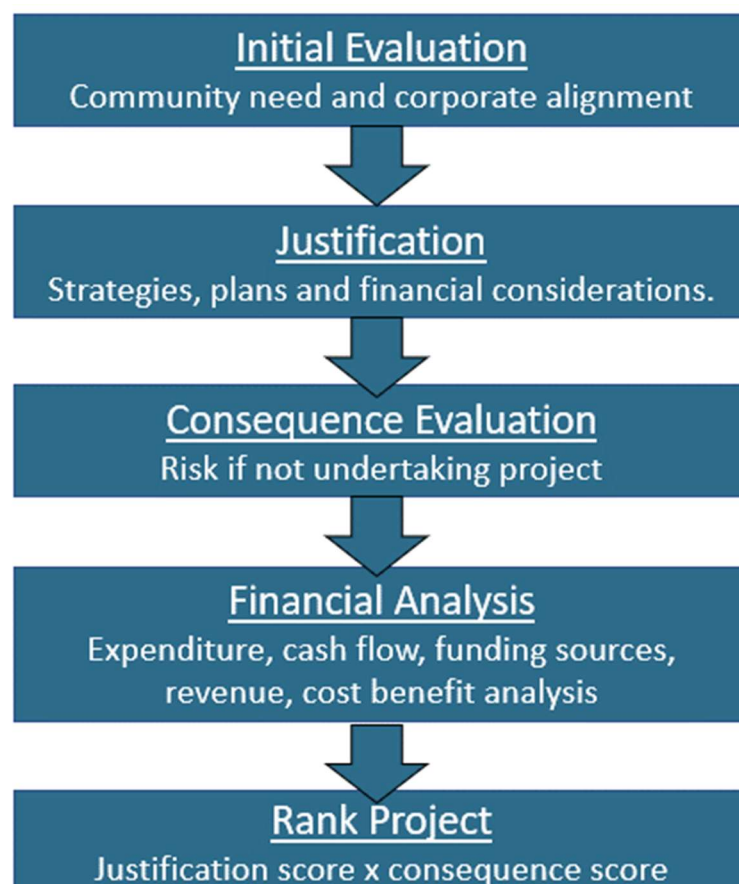 Initial Evaluation
Community need and corporate alignment
Justification
Strategies, plans and financial considerations.
Consequence Evaluation
Risk if not undertaking project
Financial Analysis
Expenditure, cash flow, funding sources,
revenue, cost benefit analysis
Rank Project
Justification score x consequence score